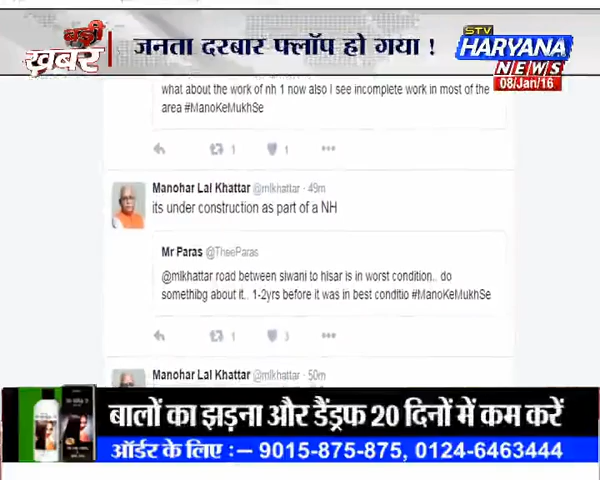 बड़ी
ख़बर
जनता दरबार फ्लॉप हो गया !
STV
HARYANA
NEWS
08/Jan/16
what about the work of nh 1 now also I see incomplete work in most of the
area #ManoKeMukhSe
1 1
Manohar Lal Khattar @mlkhattar · 49m
its under construction as part of a NH
Mr Paras @TheeParas
@mlkhattar road between siwani to hisar is in worst condition.. do
somethibg about it.. 1-2yrs before it was in best conditio #ManoKeMukhSe
1 3
Manohar Lal Khattar @mlkhattar · 50m
बालों का झड़ना और डैंड्रफ 20 दिनों में कम करें
ऑर्डर के लिए :– 9015-875-875, 0124-6463444